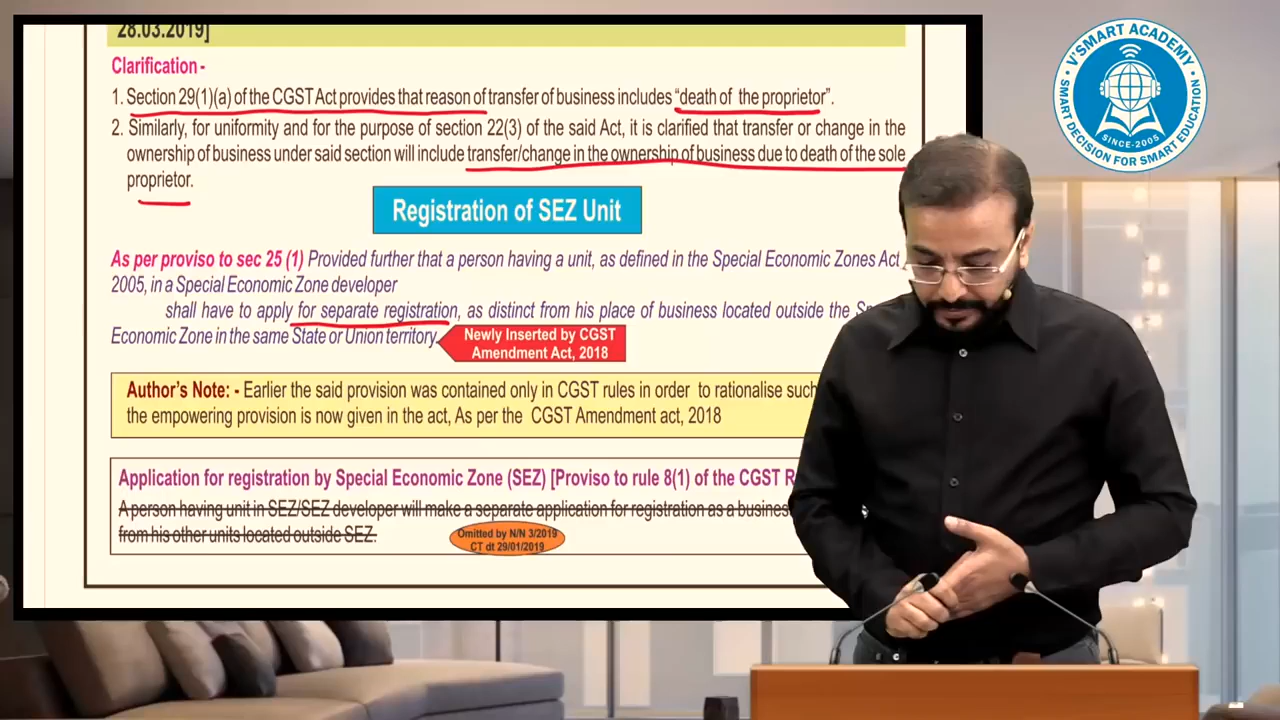 28.03.2019]
Clarification -
1. Section 29(1)(a) of the CGST Act provides that reason of transfer of business includes “death of the proprietor”.
2. Similarly, for uniformity and for the purpose of section 22(3) of the said Act, it is clarified that transfer or change in the
ownership of business under said section will include transfer/change in the ownership of business due to death of the sole
proprietor.
Registration of SEZ Unit
As per proviso to sec 25 (1) Provided further that a person having a unit, as defined in the Special Economic Zones Act,
2005, in a Special Economic Zone developer
shall have to apply for separate registration, as distinct from his place of business located outside the
Economic Zone in the same State or Union territory.
Newly Inserted by CGST
Amendment Act, 2018
Author's Note: - Earlier the said provision was contained only in CGST rules in order to rationalise such
the empowering provision is now given in the act, As per the CGST Amendment act, 2018
Application for registration by Special Economic Zone (SEZ) [Proviso to rule 8(1) of the CGST
A person having unit in SEZ/SEZ developer will make a separate application for registration as a
from his other units located outside SEZ.
Omitted by N/N 3/2019
CT dt 29/01/2019
V'SMART ACADEMY
SINCE-2005
SMART DECISION FOR SMART EDUCATION